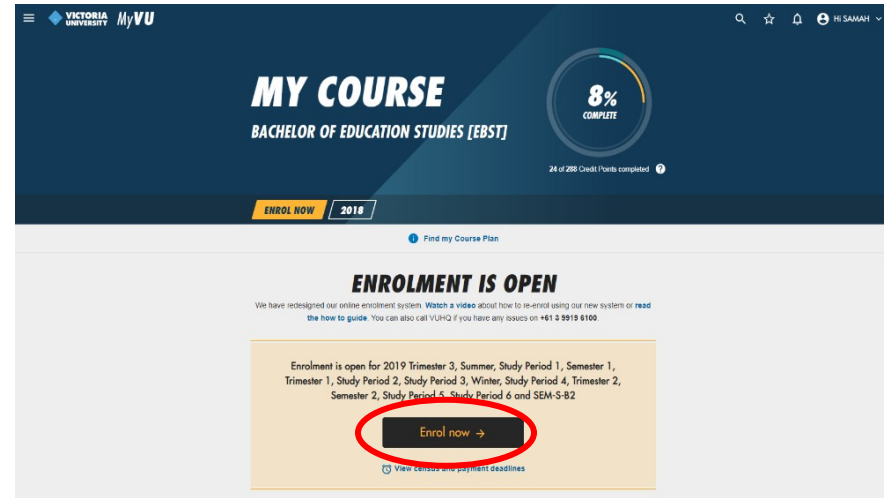 VICTORIA UNIVERSITY MyVU
Hi SAMAH
MY COURSE
BACHELOR OF EDUCATION STUDIES [EBST]
8%
COMPLETE
24 of 288 Credit Points completed ?
ENROL NOW 2018
Find my Course Plan
ENROLMENT IS OPEN
We have redesigned our online enrolment system. Watch a video about how to re-enrol using our new system or read
the how to guide. You can also call VUHQ if you have any issues on +61 3 9919 6100.
Enrolment is open for 2019 Trimester 3, Summer, Study Period 1, Semester 1,
Trimester 1, Study Period 2, Study Period 3, Winter, Study Period 4, Trimester 2,
Semester 2, Study Period 5, Study Period 6 and SEM-S-B2
Enrol now →
View census and payment deadlines